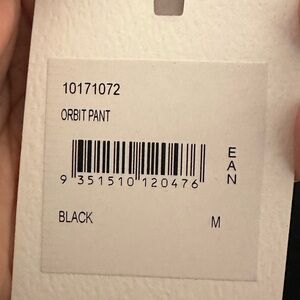 10171072
ORBIT PANT
EAN
9 351510 120476
BLACK M